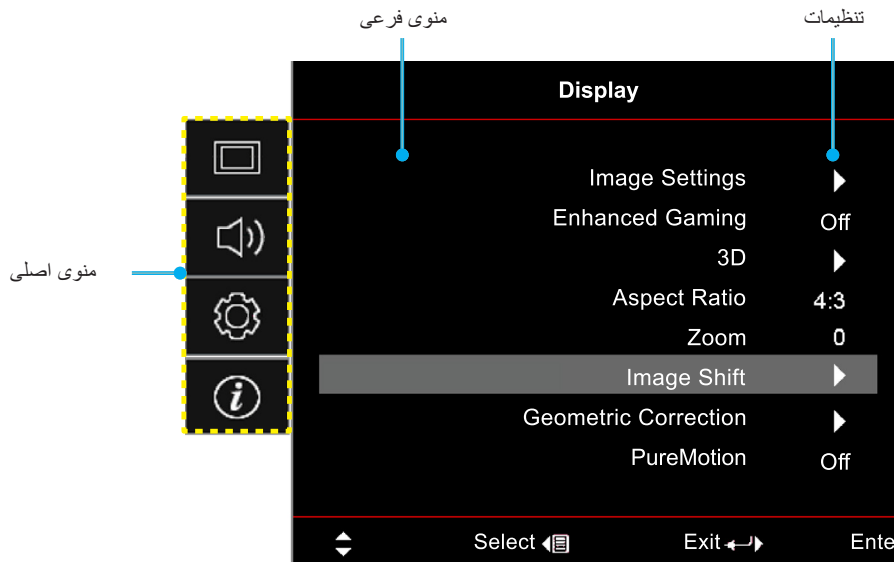 منوی فرعی
تنظیمات
Display
Image Settings
Enhanced Gaming Off
3D
Aspect Ratio 4:3
Zoom 0
Image Shift
Geometric Correction
PureMotion Off
منوی اصلی
Select Exit Ente